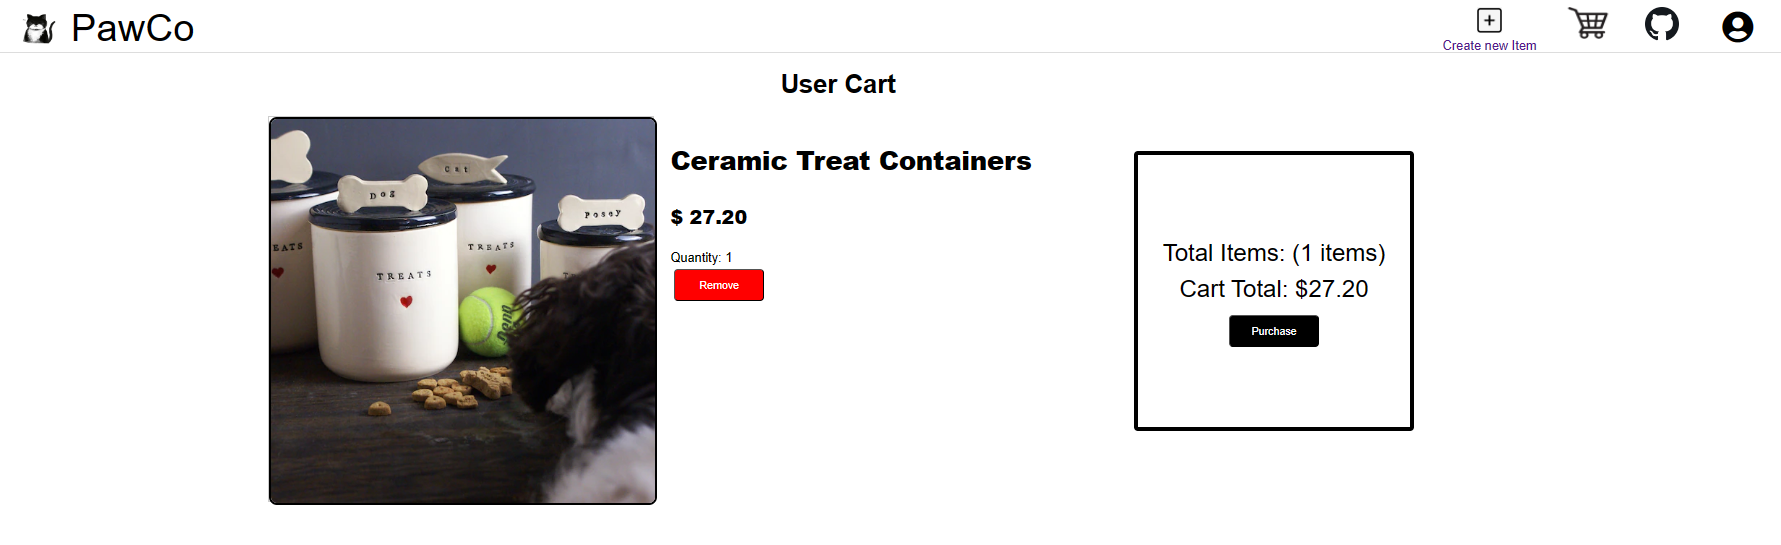 PawCo
Create new Item
User Cart
Cat
Dog
Posey
EATS
TREATS
TREATS
T
Penn
Ceramic Treat Containers
$ 27.20
Quantity: 1
Remove
Total Items: (1 items)
Cart Total: $27.20
Purchase